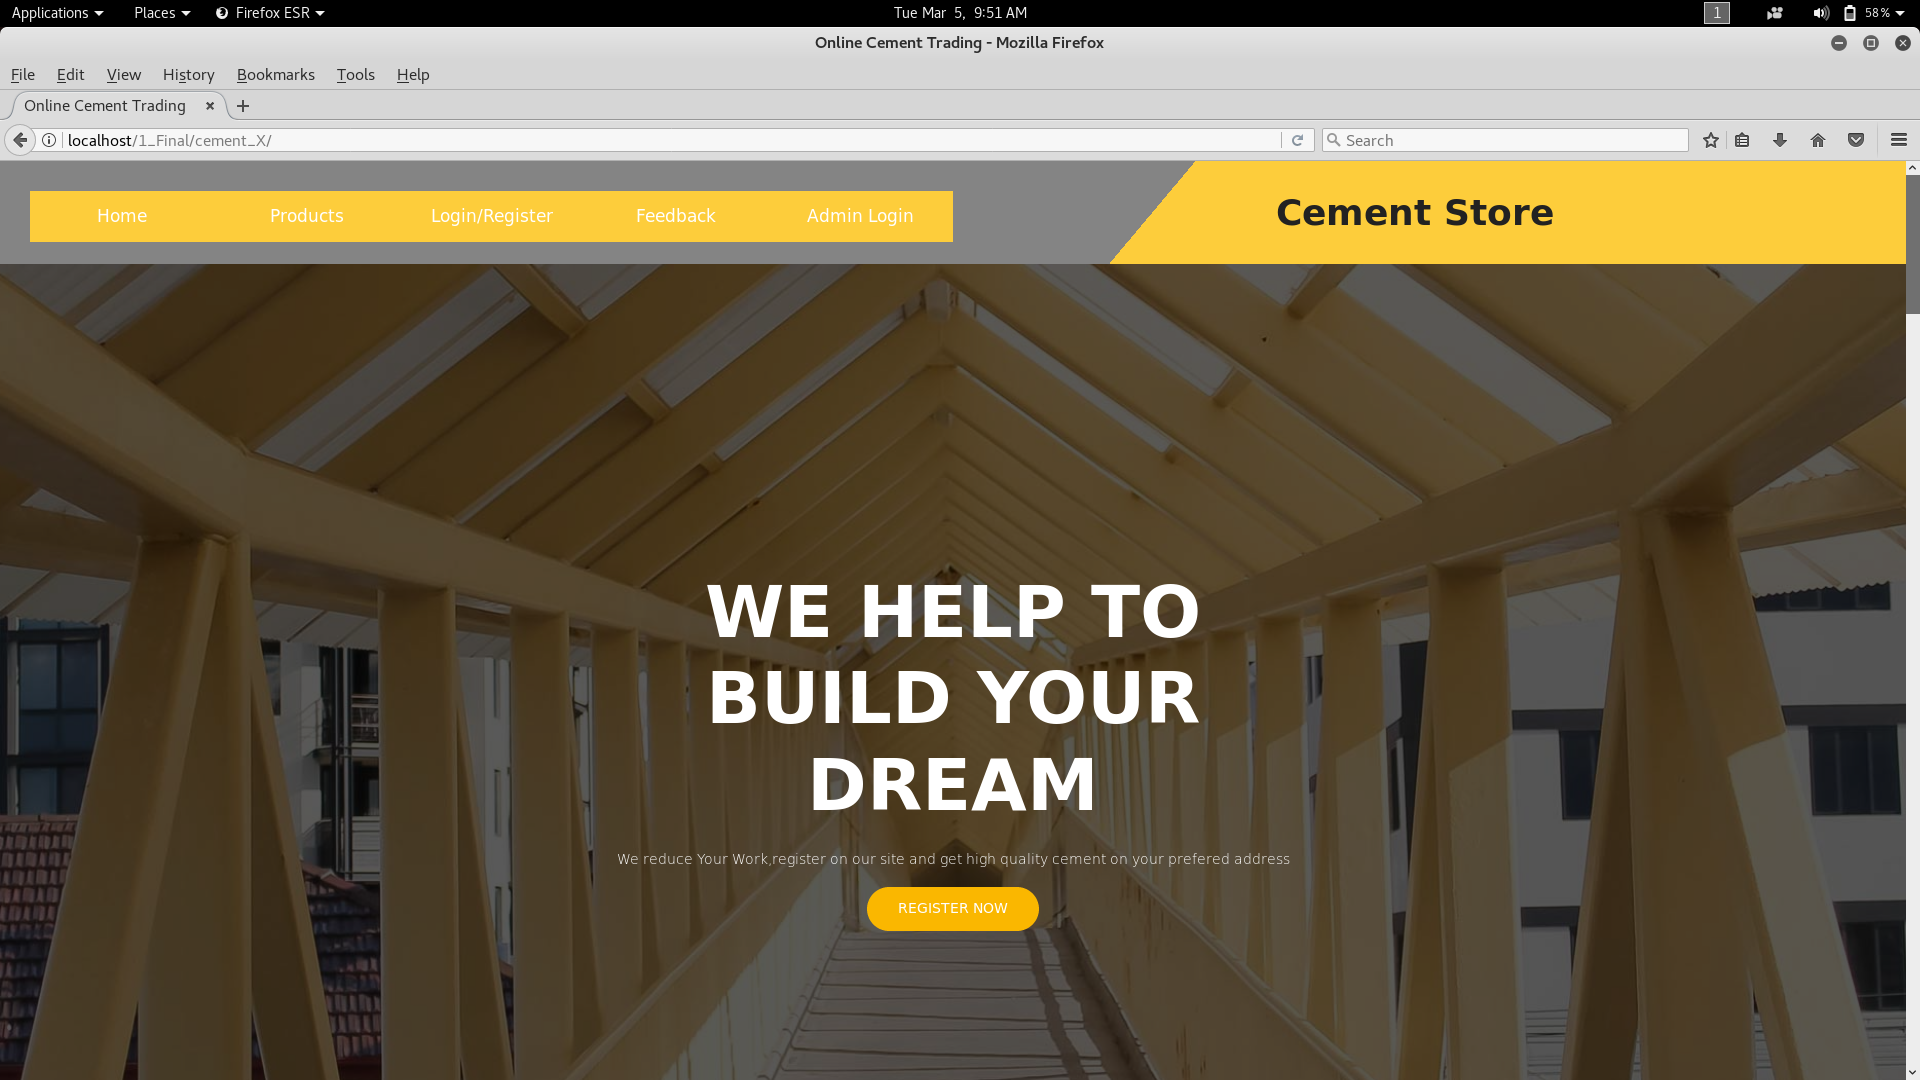 Applications Places Firefox ESR Tue Mar 5, 9:51 AM 1 58%
Online Cement Trading - Mozilla Firefox
File Edit View History Bookmarks Tools Help
Online Cement Trading
localhost/1_Final/cement_X/ Search
Home Products Login/Register Feedback Admin Login Cement Store
WE HELP TO
BUILD YOUR
DREAM
We reduce Your Work,register on our site and get high quality cement on your prefered address
REGISTER NOW